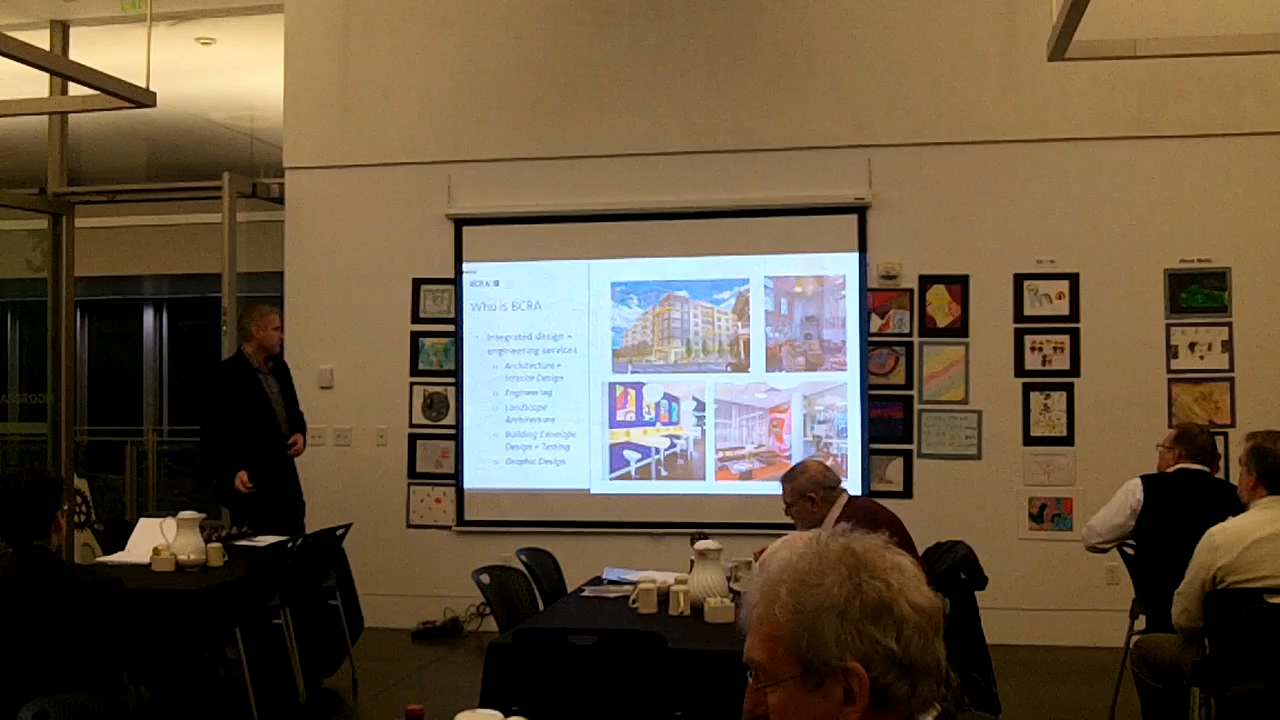 BCRA
Who is BCRA
Integrated design +
engineering services
Architecture +
Interior Design
Engineering
Landscape
Architecture
Building Envelope
Design + Testing
Graphic Design